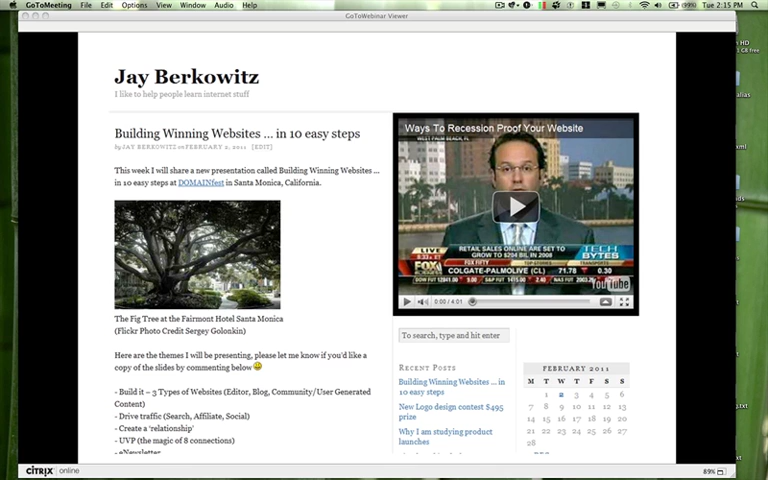 GoToMeeting File Edit Options View Window Audio Help
(99%) Tue 2:15 PM
GoToWebinar Viewer
Jay Berkowitz
I like to help people learn internet stuff
Building Winning Websites ... in 10 easy steps
by JAY BERKOWITZ on FEBRUARY 2, 2011 [EDIT]
This week I will share a new presentation called Building Winning Websites ...
in 10 easy steps at DOMAINfest in Santa Monica, California.
The Fig Tree at the Fairmont Hotel Santa Monica
(Flickr Photo Credit Sergey Golonkin)
Here are the themes I will be presenting, please let me know if you'd like a
copy of the slides by commenting below
- Build it – 3 Types of Websites (Editor, Blog, Community/User Generated
Content)
- Drive traffic (Search, Affiliate, Social)
- Create a 'relationship'
- UVP (the magic of 8 connections)
- eNewsletter
Ways To Recession Proof Your Website
WEST PALM BEACH, FL
LIVE
RETAIL SALES ONLINE ARE SET TO
GROW TO $204 BIL IN 2008
TECH
BYTES
FOX
COLGATE-PALMOLIVE (CL) 71.78 0.30
YouTube
0:00 / 4:01
To search, type and hit enter
RECENT POSTS
Building Winning Websites ... in
10 easy steps
New Logo design contest $495
prize
Why I am studying product
launches
FEBRUARY 2011
M T W T F S S
1 2 3 4 5 6
7 8 9 10 11 12 13
14 15 16 17 18 19 20
21 22 23 24 25 26 27
28
CITRIX online
89%